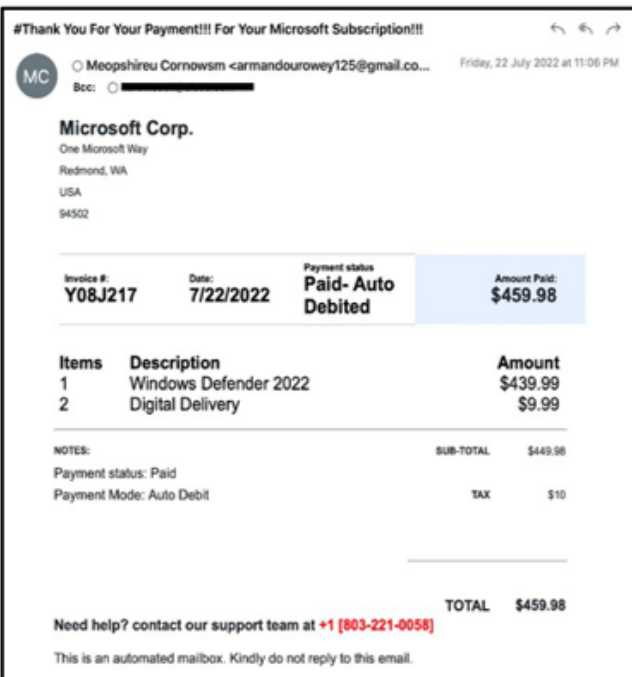 #Thank You For Your Payment!!! For Your Microsoft Subscription!!!
MC
Meopshireu Cornowsm <armandourowey125@gmail.co...
Friday, 22 July 2022 at 11:06 PM
Bcc:
Microsoft Corp.
One Microsoft Way
Redmond, WA
USA
94502
Invoice #:
Y08J217
Date:
7/22/2022
Payment status
Paid- Auto
Debited
Amount Paid:
$459.98
Items Description Amount
1 Windows Defender 2022 $439.99
2 Digital Delivery $9.99
NOTES:
SUB-TOTAL $449.98
Payment status: Paid
Payment Mode: Auto Debit
TAX $10
TOTAL $459.98
Need help? contact our support team at +1 [803-221-0058]
This is an automated mailbox. Kindly do not reply to this email.